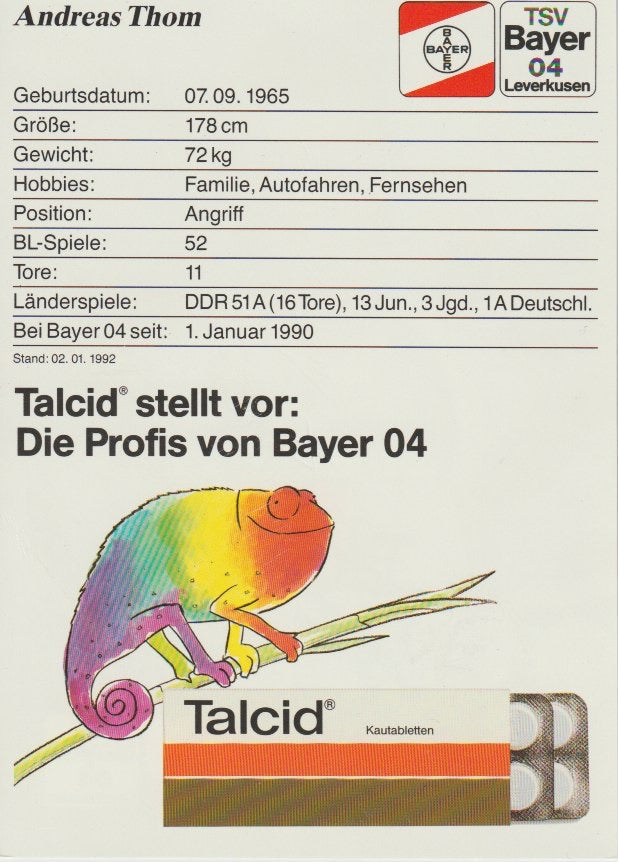 Andreas Thom
BAYER
BAYER
TSV
Bayer
04
Leverkusen
Geburtsdatum: 07. 09. 1965
Größe: 178 cm
Gewicht: 72 kg
Hobbies: Familie, Autofahren, Fernsehen
Position: Angriff
BL-Spiele: 52
Tore: 11
Länderspiele: DDR 51 A (16 Tore), 13 Jun., 3 Jgd., 1 A Deutschl.
Bei Bayer 04 seit: 1. Januar 1990
Stand: 02. 01. 1992
Talcid® stellt vor:
Die Profis von Bayer 04
Talcid®
Kautabletten